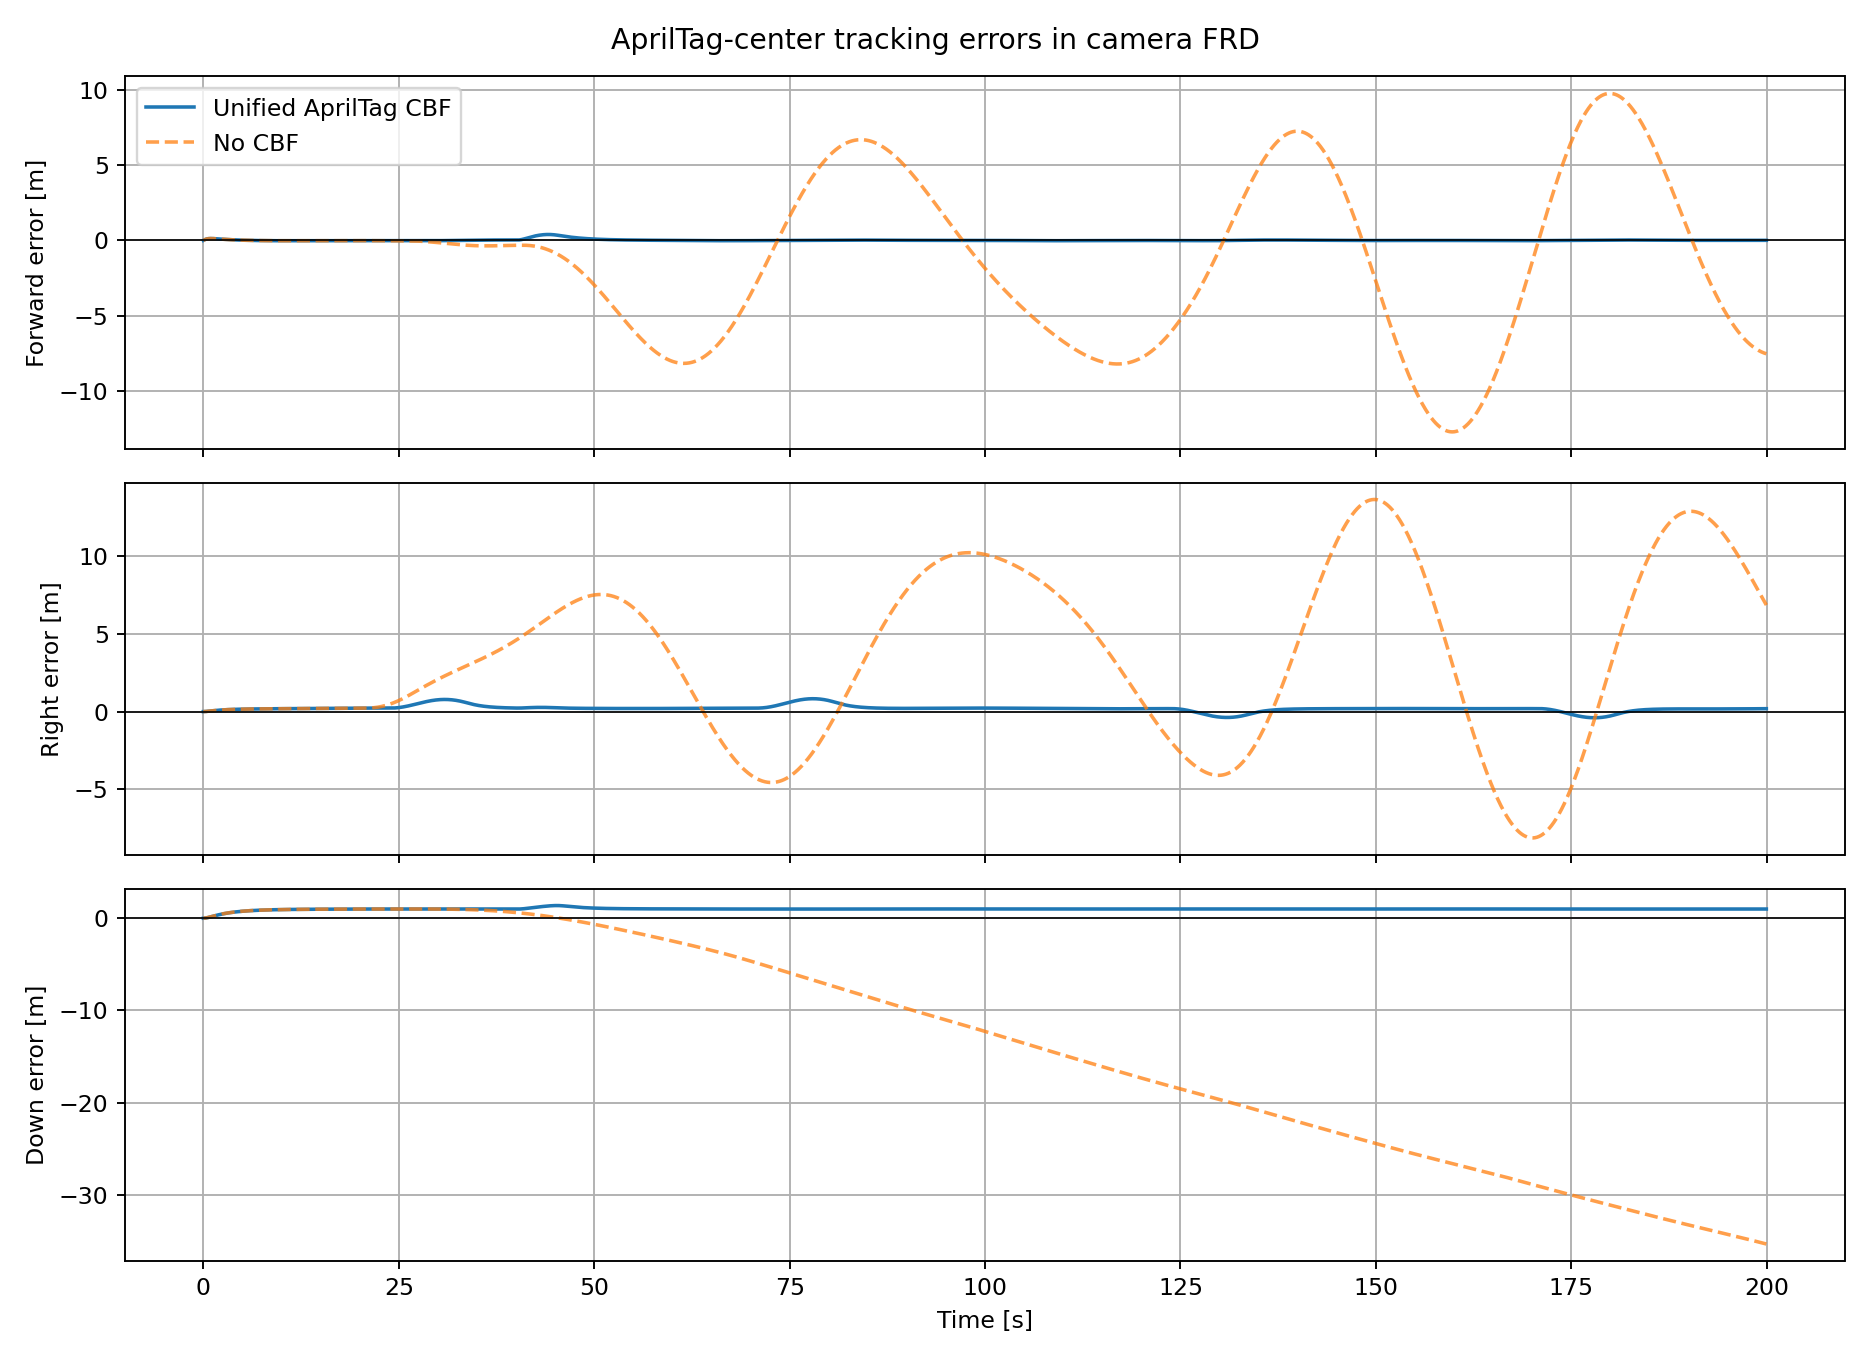 AprilTag-center tracking errors in camera FRD
Unified AprilTag CBF
No CBF
Forward error [m]
10
5
0
−5
−10
Right error [m]
10
5
0
−5
Down error [m]
0
−10
−20
−30
0 25 50 75 100 125 150 175 200
Time [s]